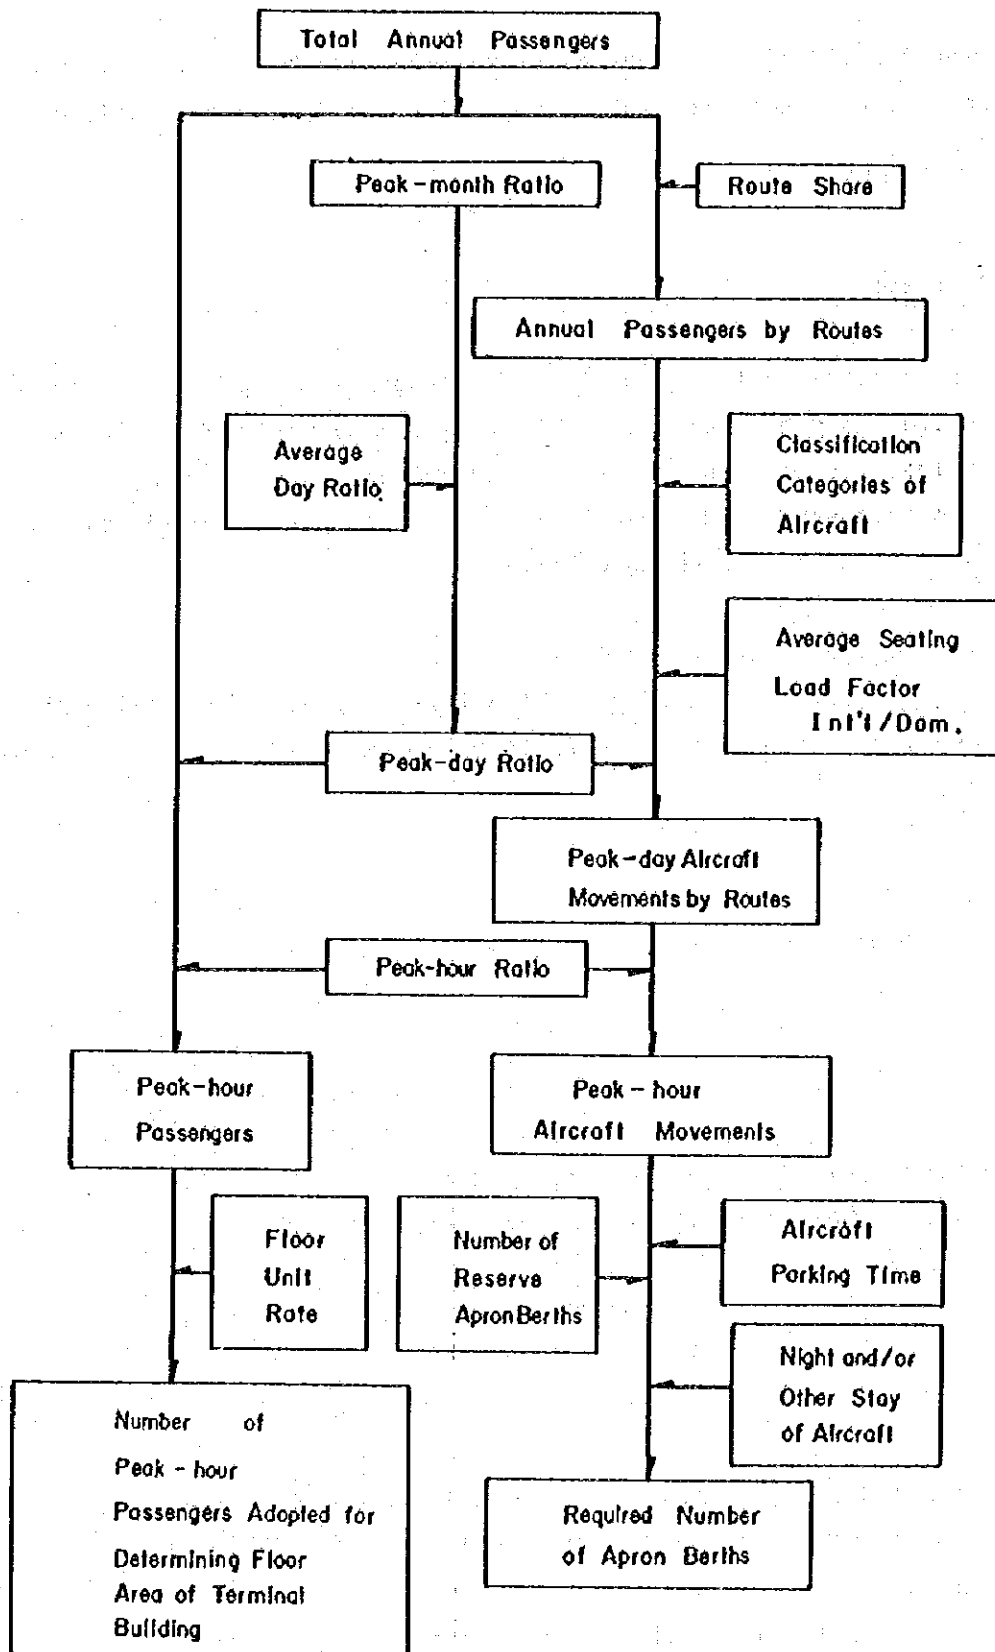 Total Annual Passengers
Peak-month Ratio
Route Share
Annual Passengers by Routes
Average
Day Ratio
Classification
Categories of
Aircraft
Average Seating
Load Factor
Int'l/Dom.
Peak-day Ratio
Peak-day Aircraft
Movements by Routes
Peak-hour Ratio
Peak-hour
Passengers
Peak-hour
Aircraft Movements
Floor
Unit
Rate
Number of
Reserve
Apron Berths
Aircraft
Parking Time
Night and/or
Other Stay
of Aircraft
Number of
Peak-hour
Passengers Adopted for
Determining Floor
Area of Terminal
Building
Required Number
of Apron Berths